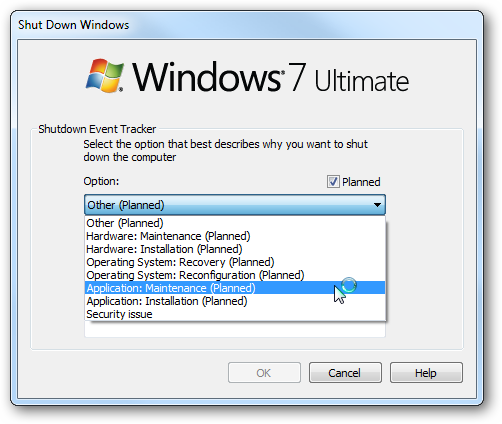 Shut Down Windows
Windows 7 Ultimate
Shutdown Event Tracker
Select the option that best describes why you want to shut
down the computer
Option:
Planned
Other (Planned)
Other (Planned)
Hardware: Maintenance (Planned)
Hardware: Installation (Planned)
Operating System: Recovery (Planned)
Operating System: Reconfiguration (Planned)
Application: Maintenance (Planned)
Application: Installation (Planned)
Security issue
OK
Cancel
Help